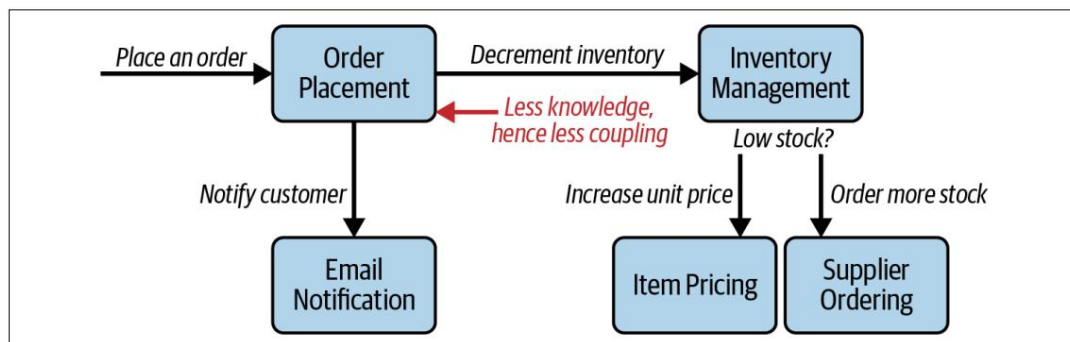 Place an order
Order
Placement
Decrement inventory
Inventory
Management
Less knowledge,
hence less coupling
Low stock?
Notify customer
Increase unit price
Order more stock
Email
Notification
Item Pricing
Supplier
Ordering